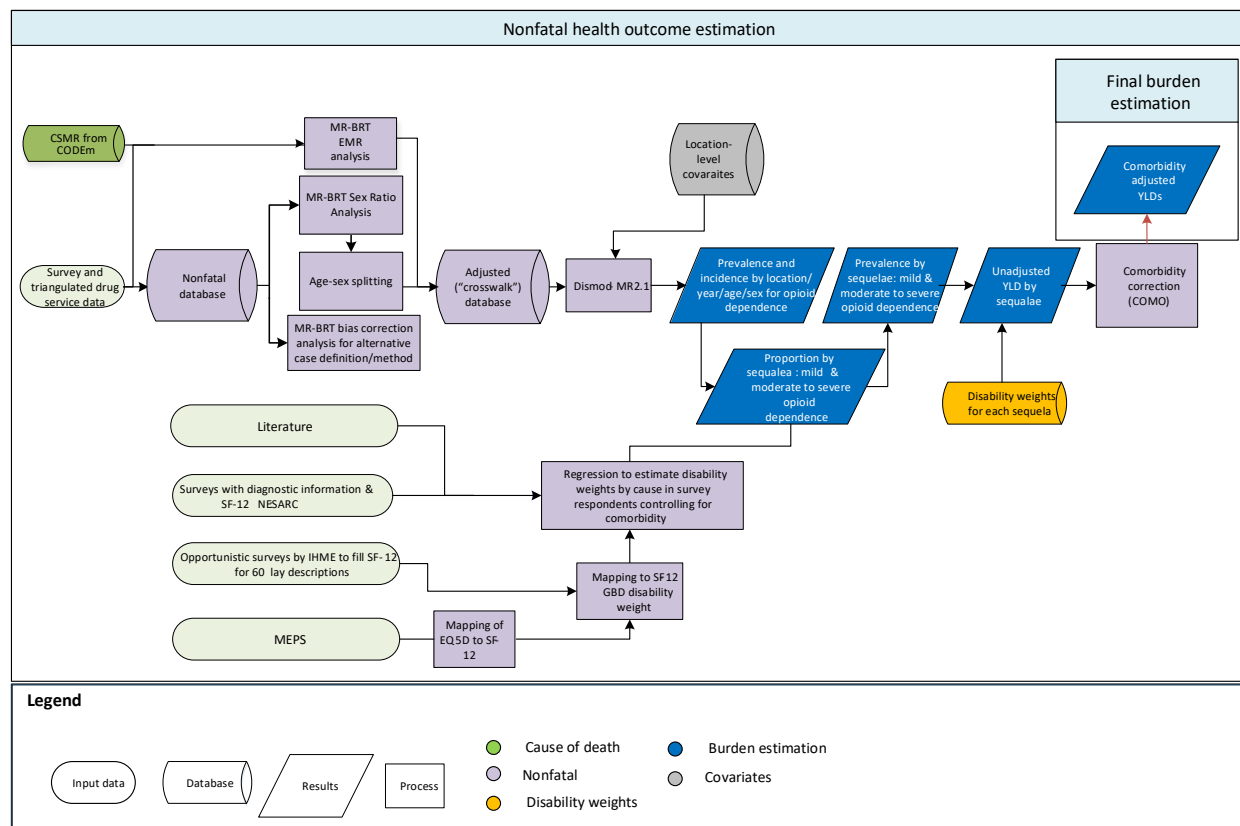 Nonfatal health outcome estimation
Final burden
estimation
CSMR from
CODEm
MR-BRT
EMR
analysis
Location-
level
covaraites
Comorbidity
adjusted
YLDs
MR-BRT Sex Ratio
Analysis
Survey and
triangulated drug
service data
Nonfatal
database
Age-sex splitting
Adjusted
("crosswalk")
database
Dismod- MR2.1
Prevalence and
incidence by location/
year/age/sex for opioid
dependence
Prevalence by
sequelae: mild &
moderate to severe
opioid dependence
Unadjusted
YLD by
sequalae
Comorbidity
correction
(COMO)
MR-BRT bias correction
analysis for alternative
case definition/method
Proportion by
sequalea : mild &
moderate to severe
opioid
dependence
Disability weights
for each sequela
Literature
Surveys with diagnostic information &
SF-12 NESARC
Regression to estimate disability
weights by cause in survey
respondents controlling for
comorbidity
Opportunistic surveys by IHME to fill SF-12
for 60 lay descriptions
Mapping to SF12
GBD disability
weight
MEPS
Mapping of
EQ5D to SF-
12
Legend
Input data
Database
Results
Process
Cause of death
Nonfatal
Disability weights
Burden estimation
Covariates